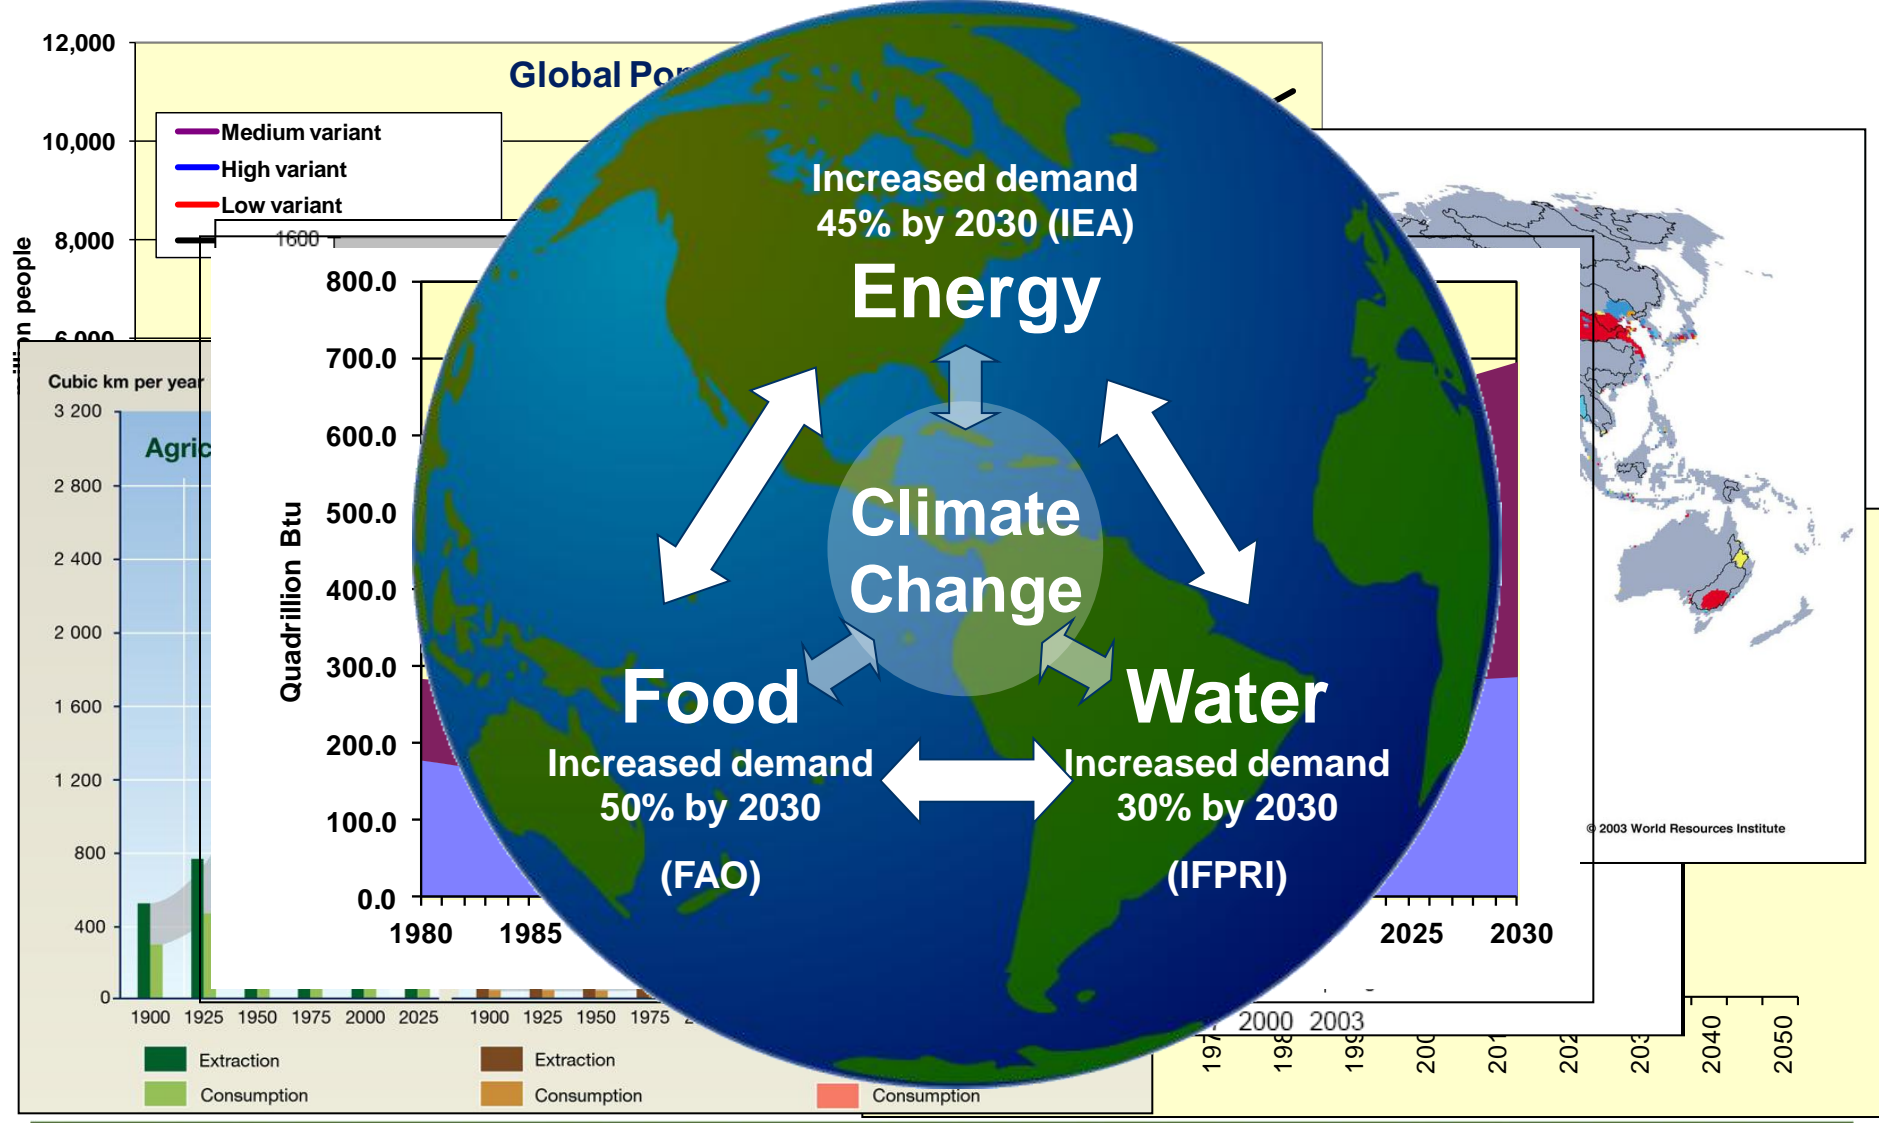 12,000
Global
10,000
Medium variant
High variant
Low variant
8,000
1600
million people
6,000
Increased demand
45% by 2030 (IEA)
Energy
Climate
Change
Food
Increased demand
50% by 2030
(FAO)
Water
Increased demand
30% by 2030
(IFPRI)
800.0
700.0
600.0
500.0
400.0
300.0
200.0
100.0
0.0
Quadrillion Btu
1980 1985
2025 2030
Cubic km per year
3 200
2 800
2 400
2 000
1 600
1 200
800
400
0
1900 1925 1950 1975 2000 2025
1900 1925 1950 1975
Extraction
Consumption
Extraction
Consumption
Consumption
© 2003 World Resources Institute
2000 2003
2040
2050